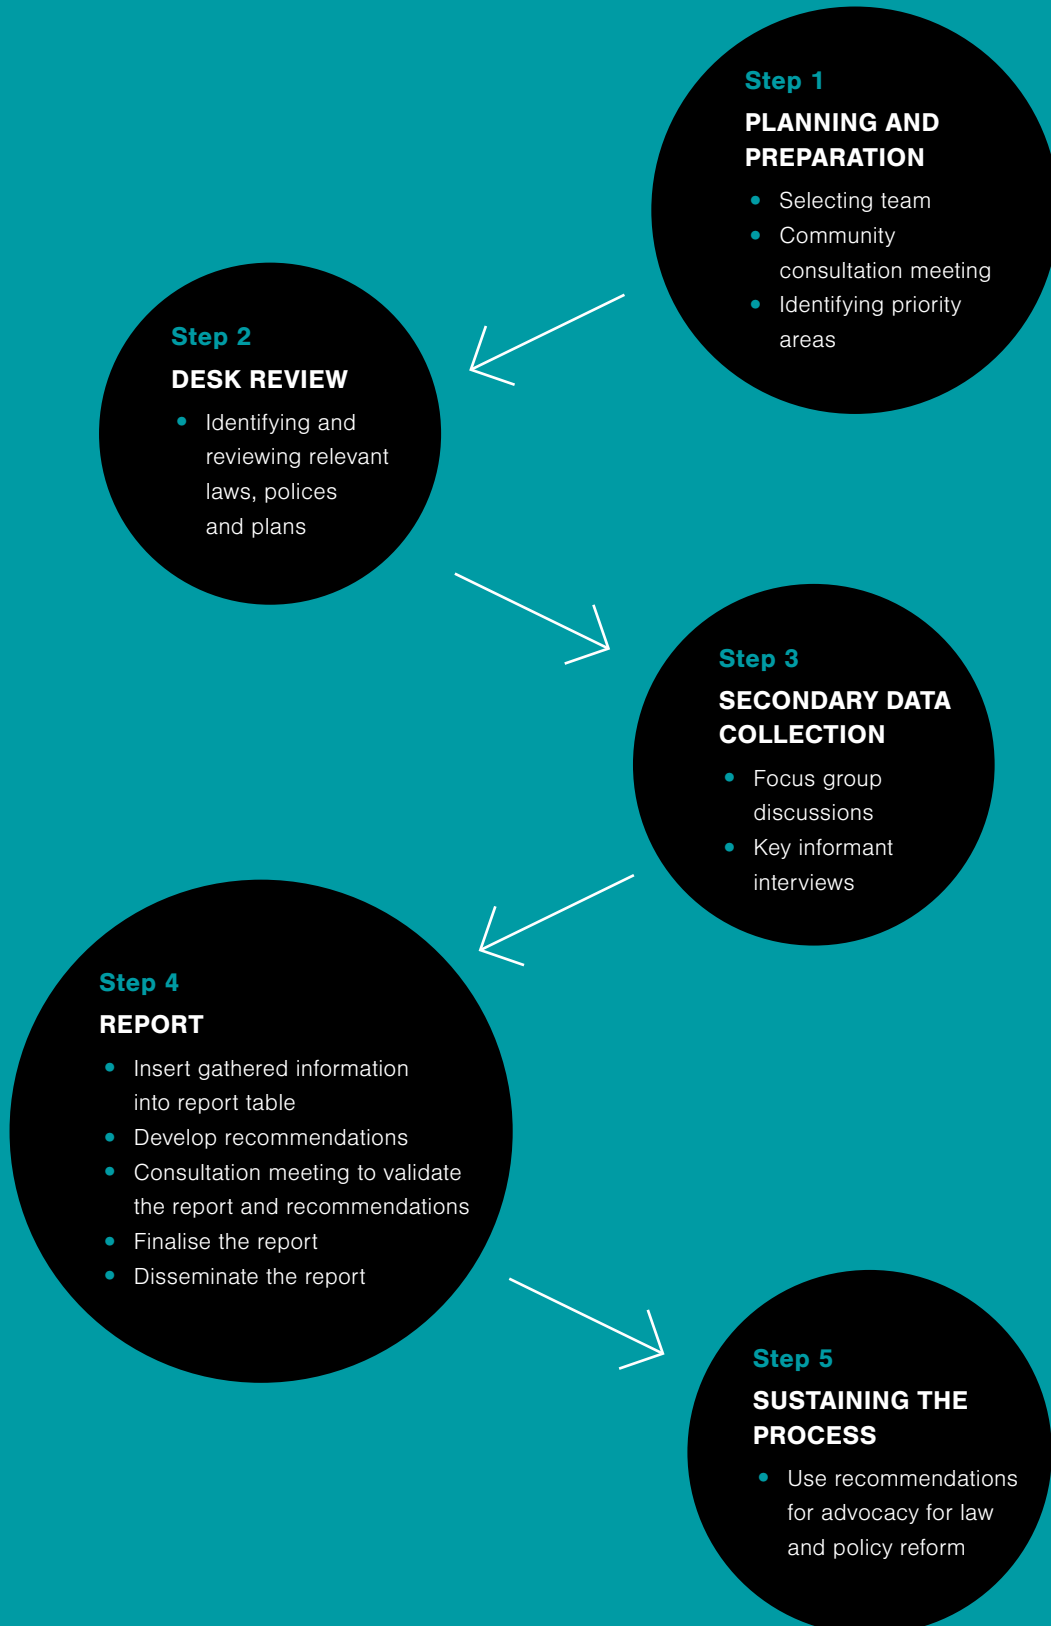 Step 1
PLANNING AND
PREPARATION
• Selecting team
• Community
consultation meeting
• Identifying priority
areas
Step 2
DESK REVIEW
• Identifying and
reviewing relevant
laws, polices
and plans
Step 3
SECONDARY DATA
COLLECTION
• Focus group
discussions
• Key informant
interviews
Step 4
REPORT
• Insert gathered information
into report table
• Develop recommendations
• Consultation meeting to validate
the report and recommendations
• Finalise the report
• Disseminate the report
Step 5
SUSTAINING THE
PROCESS
• Use recommendations
for advocacy for law
and policy reform